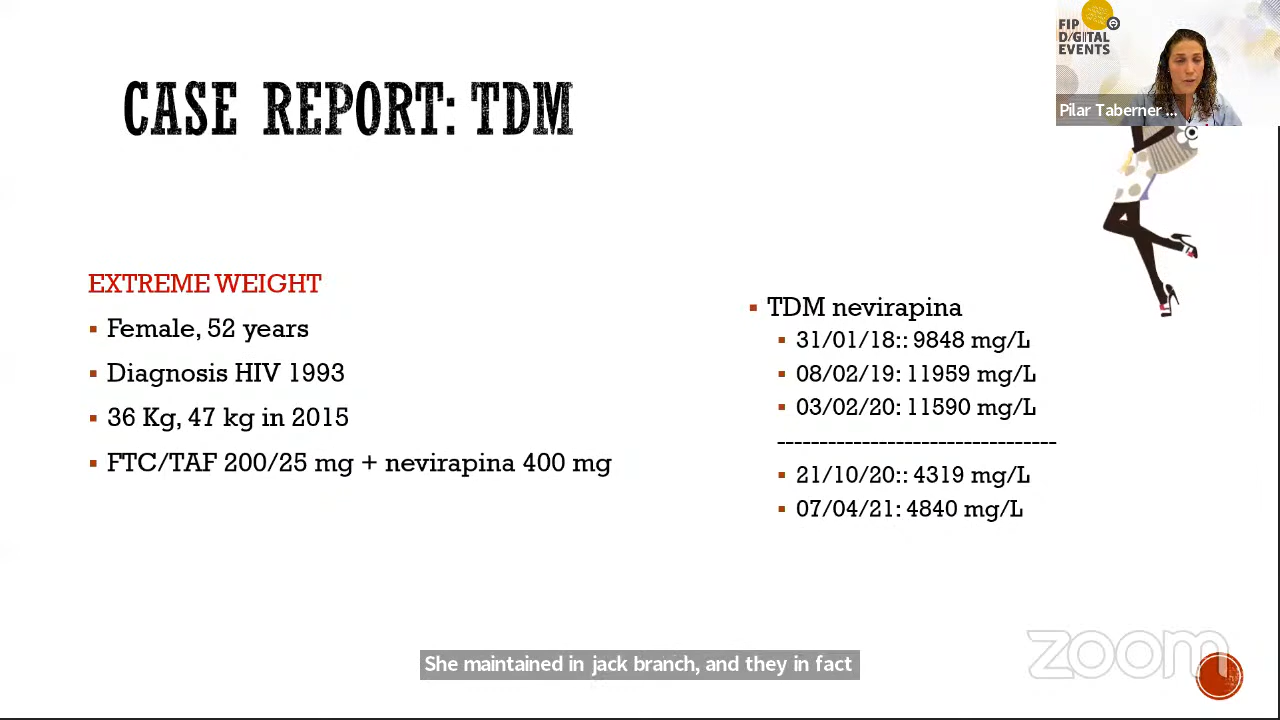 FIP
DIGITAL
EVENTS
Pilar Taberner ...
CASE REPORT: TDM
EXTREME WEIGHT
Female, 52 years
Diagnosis HIV 1993
36 Kg, 47 kg in 2015
FTC/TAF 200/25 mg + nevirapina 400 mg
TDM nevirapina
31/01/18:: 9848 mg/L
08/02/19: 11959 mg/L
03/02/20: 11590 mg/L
--------------------------------
21/10/20:: 4319 mg/L
07/04/21: 4840 mg/L
She maintained in jack branch, and they in fact
zoom